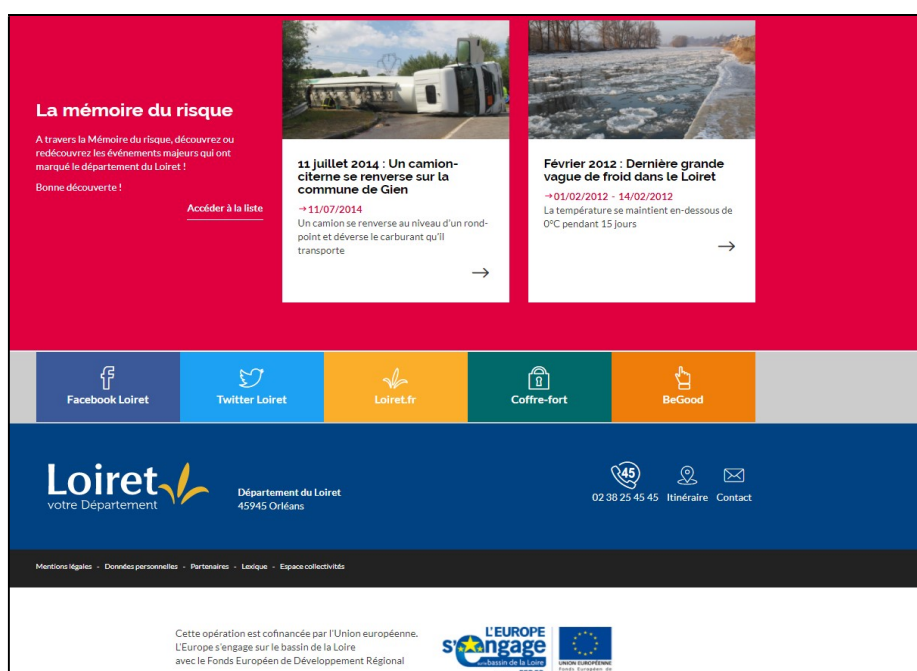 La mémoire du risque
A travers la Mémoire du risque, découvrez ou
redécouvrez les événements majeurs qui ont
marqué le département du Loiret !
Bonne découverte !
Accéder à la liste
11 juillet 2014 : Un camion-
citerne se renverse sur la
commune de Gien
→11/07/2014
Un camion se renverse au niveau d'un rond-
point et déverse le carburant qu'il
transporte
→
Février 2012 : Dernière grande
vague de froid dans le Loiret
→01/02/2012 - 14/02/2012
La température se maintient en-dessous de
0°C pendant 15 jours
→
Facebook Loiret
Twitter Loiret
Loiret.fr
Coffre-fort
BeGood
Loiret
votre Département
Département du Loiret
45945 Orléans
45
02 38 25 45 45
Itinéraire
Contact
Mentions légales - Données personnelles - Partenaires - Lexique - Espace collectivités
Cette opération est cofinancée par l'Union européenne.
L'Europe s'engage sur le bassin de la Loire
avec le Fonds Européen de Développement Régional
L'EUROPE
s'engage
bassin de la Loire
UNION EUROPÉENNE
Fonds Européen de